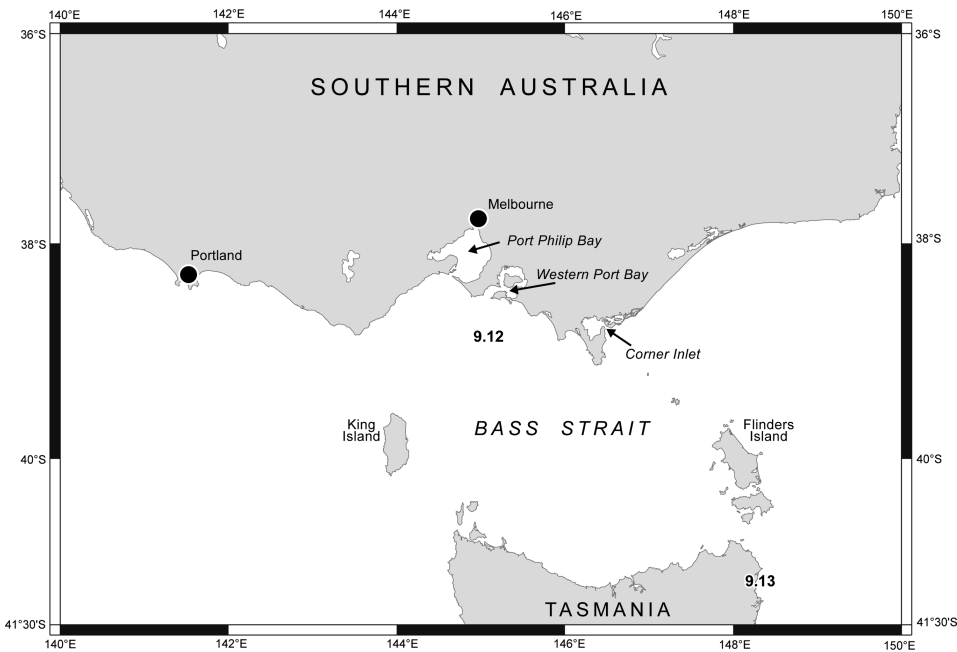 140°E
142°E
144°E
146°E
148°E
150°E
36°S
36°S
SOUTHERN AUSTRALIA
Melbourne
Port Philip Bay
38°S
38°S
Portland
Western Port Bay
9.12
Corner Inlet
King
Island
BASS STRAIT
Flinders
Island
40°S
40°S
9.13
TASMANIA
41°30'S
41°30'S
140°E
142°E
144°E
146°E
148°E
150°E